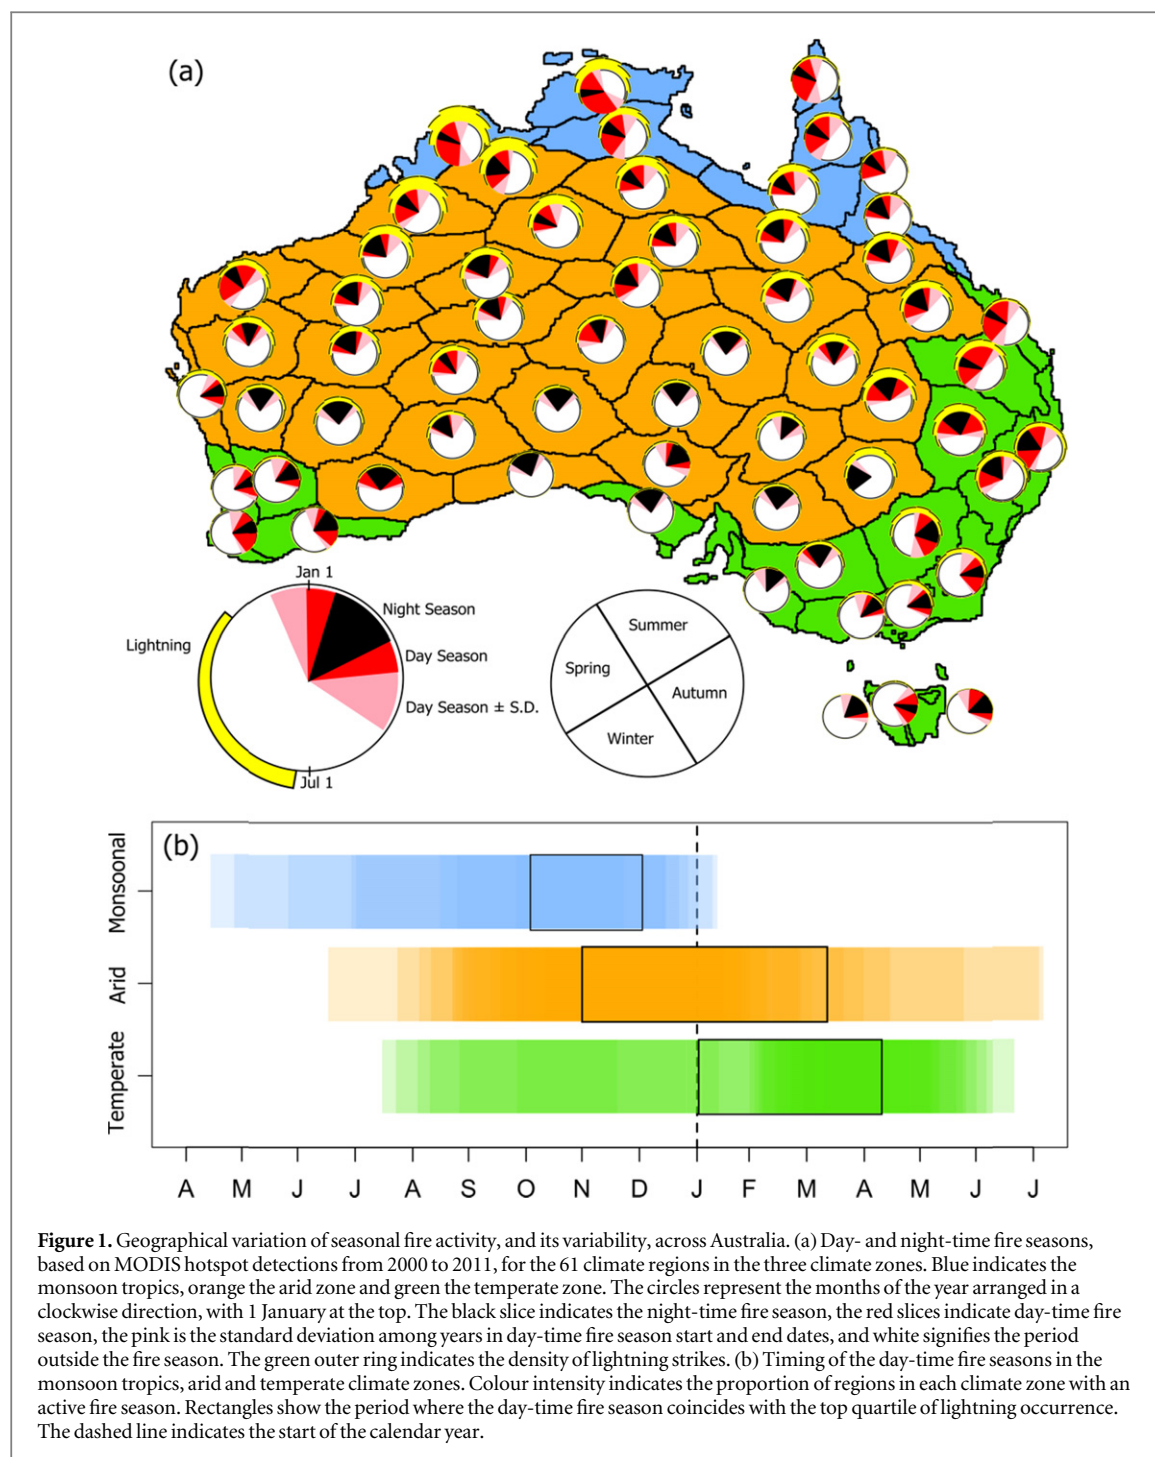 (a)
Jan 1
Night Season
Lightning
Day Season
Day Season ± S.D.
Jul 1
Summer
Spring
Autumn
Winter
(b)
Monsoonal
Arid
Temperate
A M J J A S O N D J F M A M J J
Figure 1. Geographical variation of seasonal fire activity, and its variability, across Australia. (a) Day- and night-time fire seasons,
based on MODIS hotspot detections from 2000 to 2011, for the 61 climate regions in the three climate zones. Blue indicates the
monsoon tropics, orange the arid zone and green the temperate zone. The circles represent the months of the year arranged in a
clockwise direction, with 1 January at the top. The black slice indicates the night-time fire season, the red slices indicate day-time fire
season, the pink is the standard deviation among years in day-time fire season start and end dates, and white signifies the period
outside the fire season. The green outer ring indicates the density of lightning strikes. (b) Timing of the day-time fire seasons in the
monsoon tropics, arid and temperate climate zones. Colour intensity indicates the proportion of regions in each climate zone with an
active fire season. Rectangles show the period where the day-time fire season coincides with the top quartile of lightning occurrence.
The dashed line indicates the start of the calendar year.